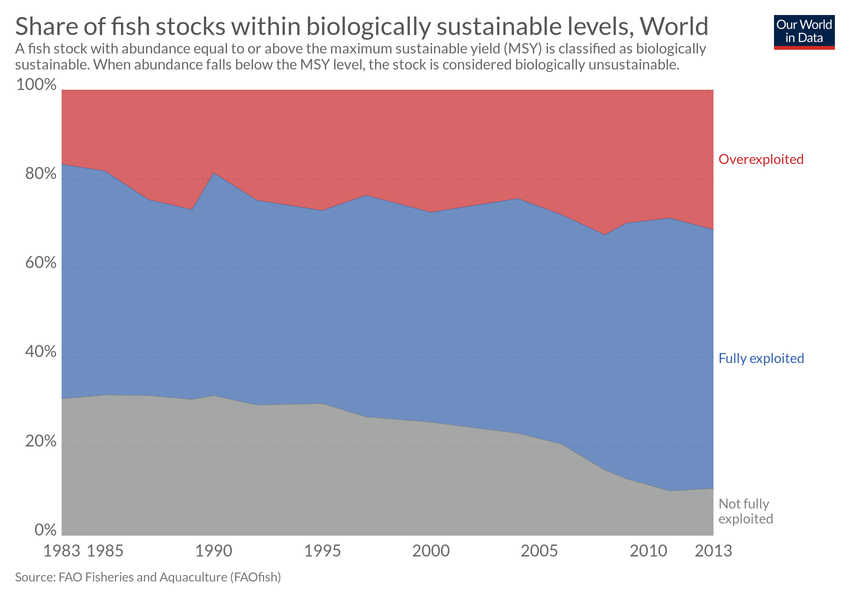 Share of fish stocks within biologically sustainable levels, World
Our World
in Data
A fish stock with abundance equal to or above the maximum sustainable yield (MSY) is classified as biologically
sustainable. When abundance falls below the MSY level, the stock is considered biologically unsustainable.
100%
80%
60%
40%
20%
0%
Overexploited
Fully exploited
Not fully
exploited
1983 1985 1990 1995 2000 2005 2010 2013
Source: FAO Fisheries and Aquaculture (FAOfish)